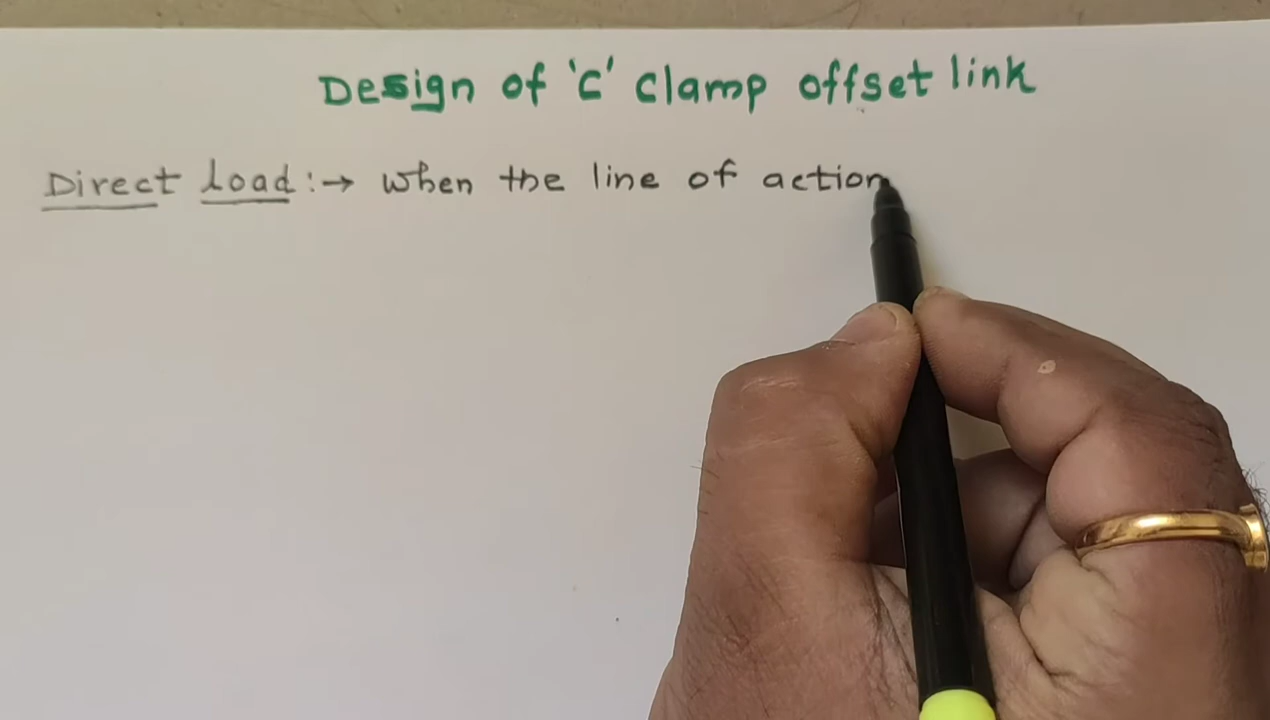 Design of 'C' Clamp offset link
Direct load :→ when the line of action